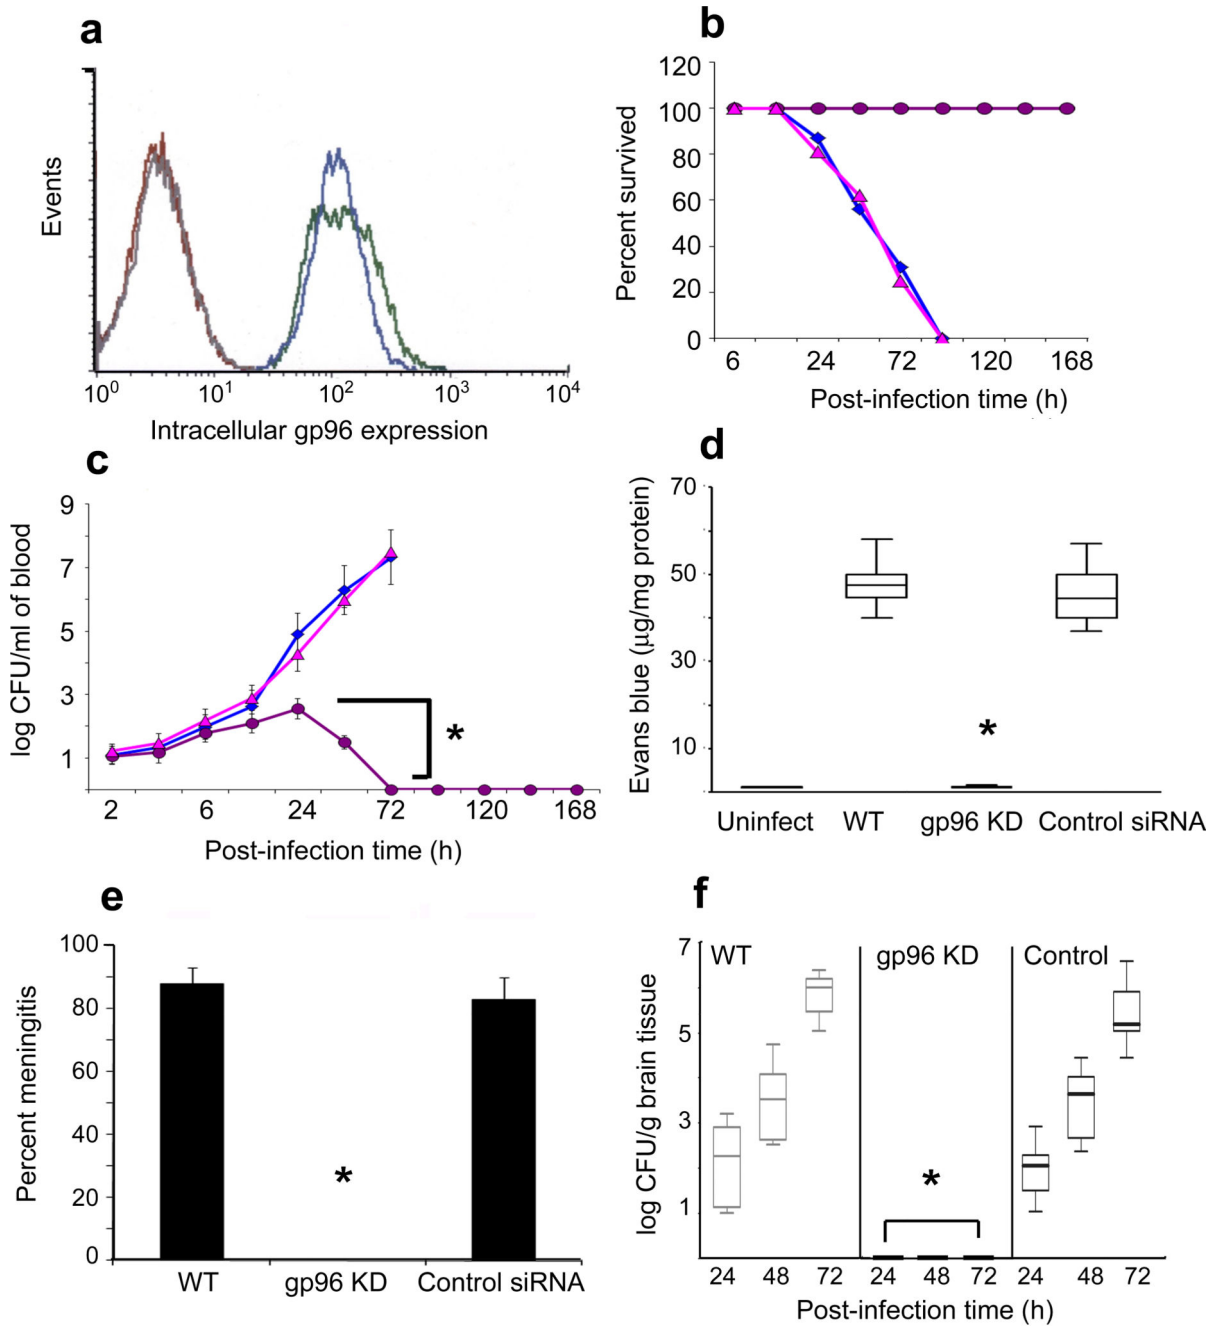 a
Events
10⁰ 10¹ 10² 10³ 10⁴
Intracellular gp96 expression
b
Percent survived
120
100
80
60
40
20
0
6 24 72 120 168
Post-infection time (h)
c
log CFU/ml of blood
9
7
5
3
1
*
2 6 24 72 120 168
Post-infection time (h)
d
Evans blue (µg/mg protein)
70
50
30
10
*
Uninfect WT gp96 KD Control siRNA
e
Percent meningitis
100
80
60
40
20
0
*
WT gp96 KD Control siRNA
f
log CFU/g brain tissue
7
5
3
1
WT gp96 KD Control
*
24 48 72 24 48 72 24 48 72
Post-infection time (h)